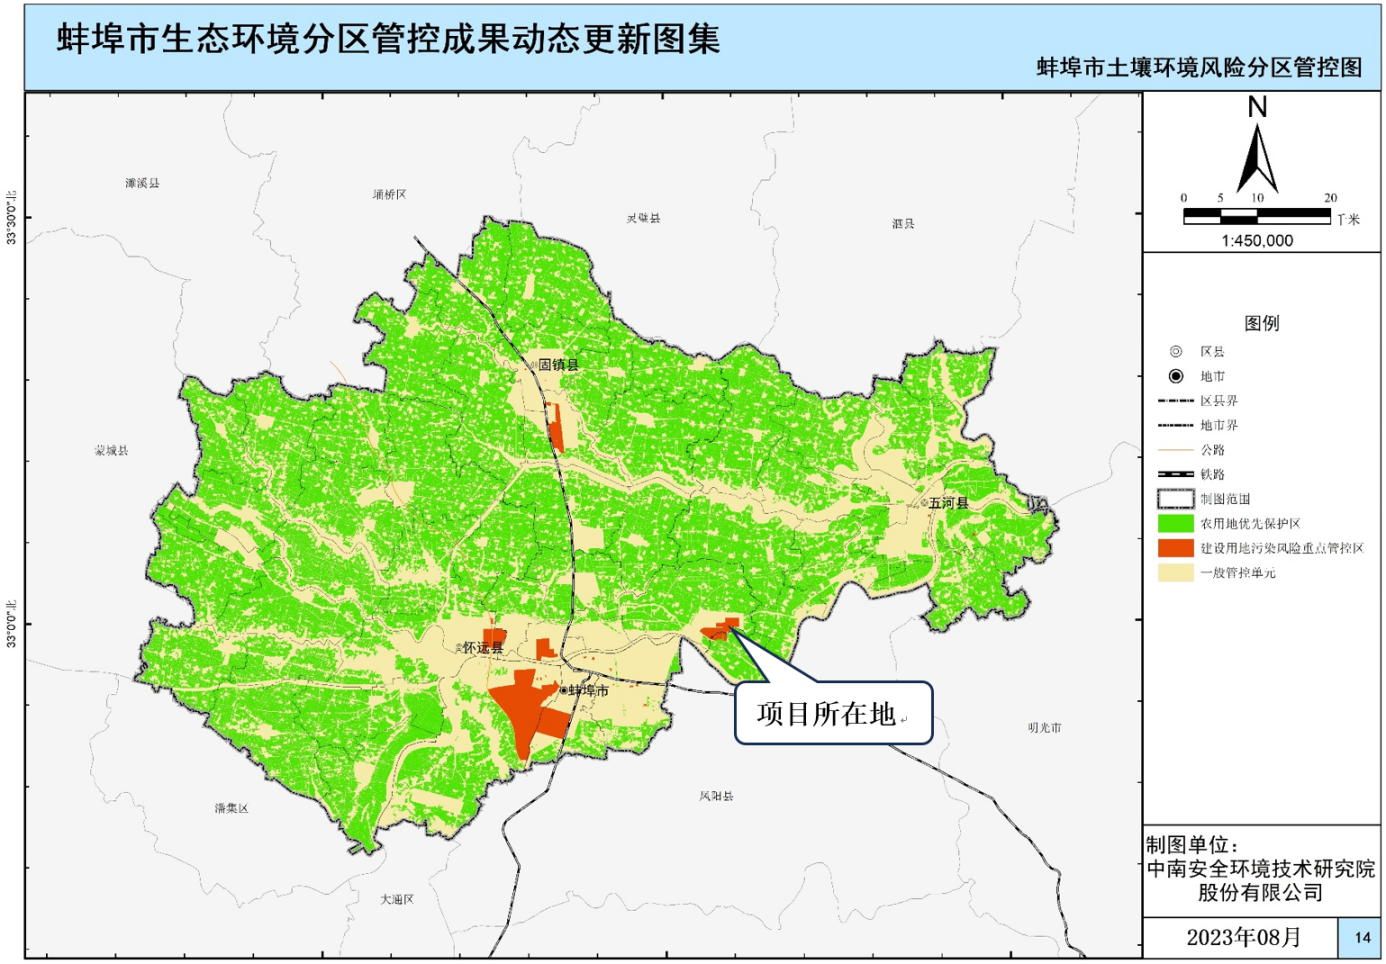 蚌埠市生态环境分区管控成果动态更新图集
蚌埠市土壤环境风险分区管控图
N
0 5 10 20
千米
1:450,000
图例
区县
地市
区县界
地市界
公路
铁路
制图范围
农用地优先保护区
建设用地污染风险重点管控区
一般管控单元
制图单位：
中南安全环境技术研究院
股份有限公司
2023年08月
14
33°30'0"北
33°0'0"北
濉溪县
埇桥区
灵璧县
泗县
固镇县
蒙城县
五河县
怀远县
蚌埠市
项目所在地
明光市
潘集区
凤阳县
大通区